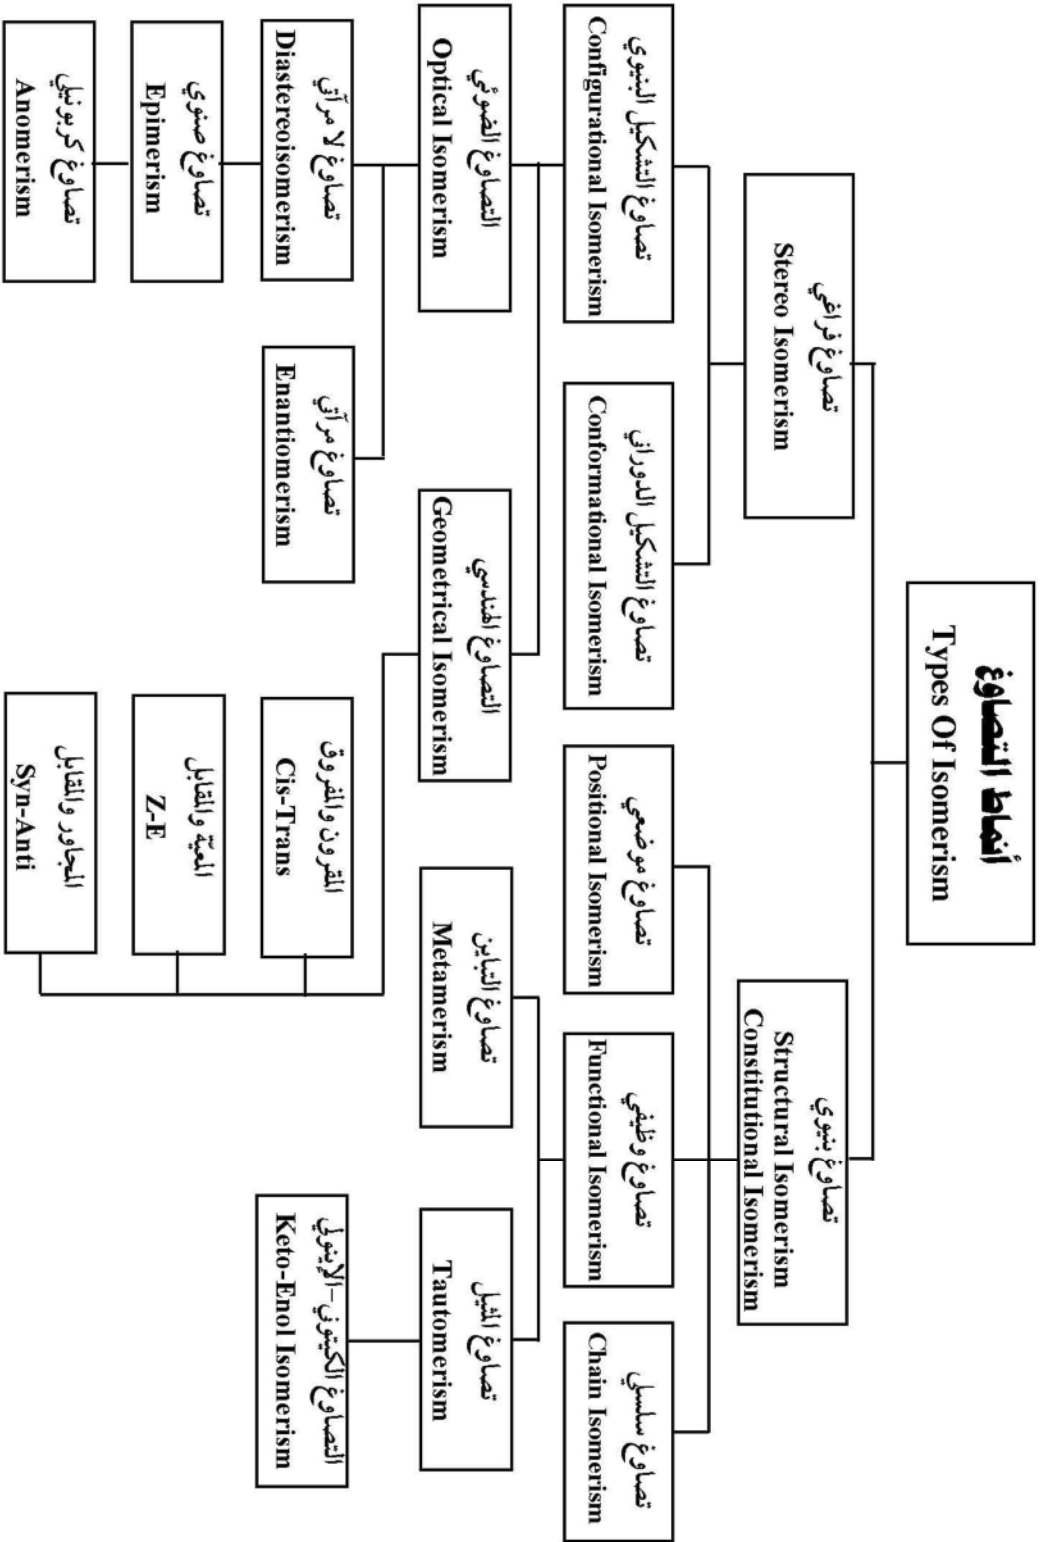 أنماط التصاوغ
Types Of Isomerism
تصاوغ فراغي
Stereo Isomerism
تصاوغ بنيوي
Structural Isomerism
Constitutional Isomerism
تصاوغ التشكيل البنيوي
Configurational Isomerism
تصاوغ التشكيل الدوراني
Conformational Isomerism
تصاوغ موضعي
Positional Isomerism
تصاوغ وظيفي
Functional Isomerism
تصاوغ سلسلي
Chain Isomerism
التصاوغ الضوئي
Optical Isomerism
التصاوغ الهندسي
Geometrical Isomerism
تصاوغ التباين
Metamerism
تصاوغ المثيل
Tautomerism
تصاوغ لا مرآتي
Diastereoisomerism
تصاوغ مرآتي
Enantiomerism
المقرون والمفروق
Cis-Trans
التصاوغ الكيتوني-الإينولي
Keto-Enol Isomerism
تصاوغ صنوي
Epimerism
المعيّة والمقابل
Z-E
تصاوغ كربونيلي
Anomerism
المجاور والمقابل
Syn-Anti